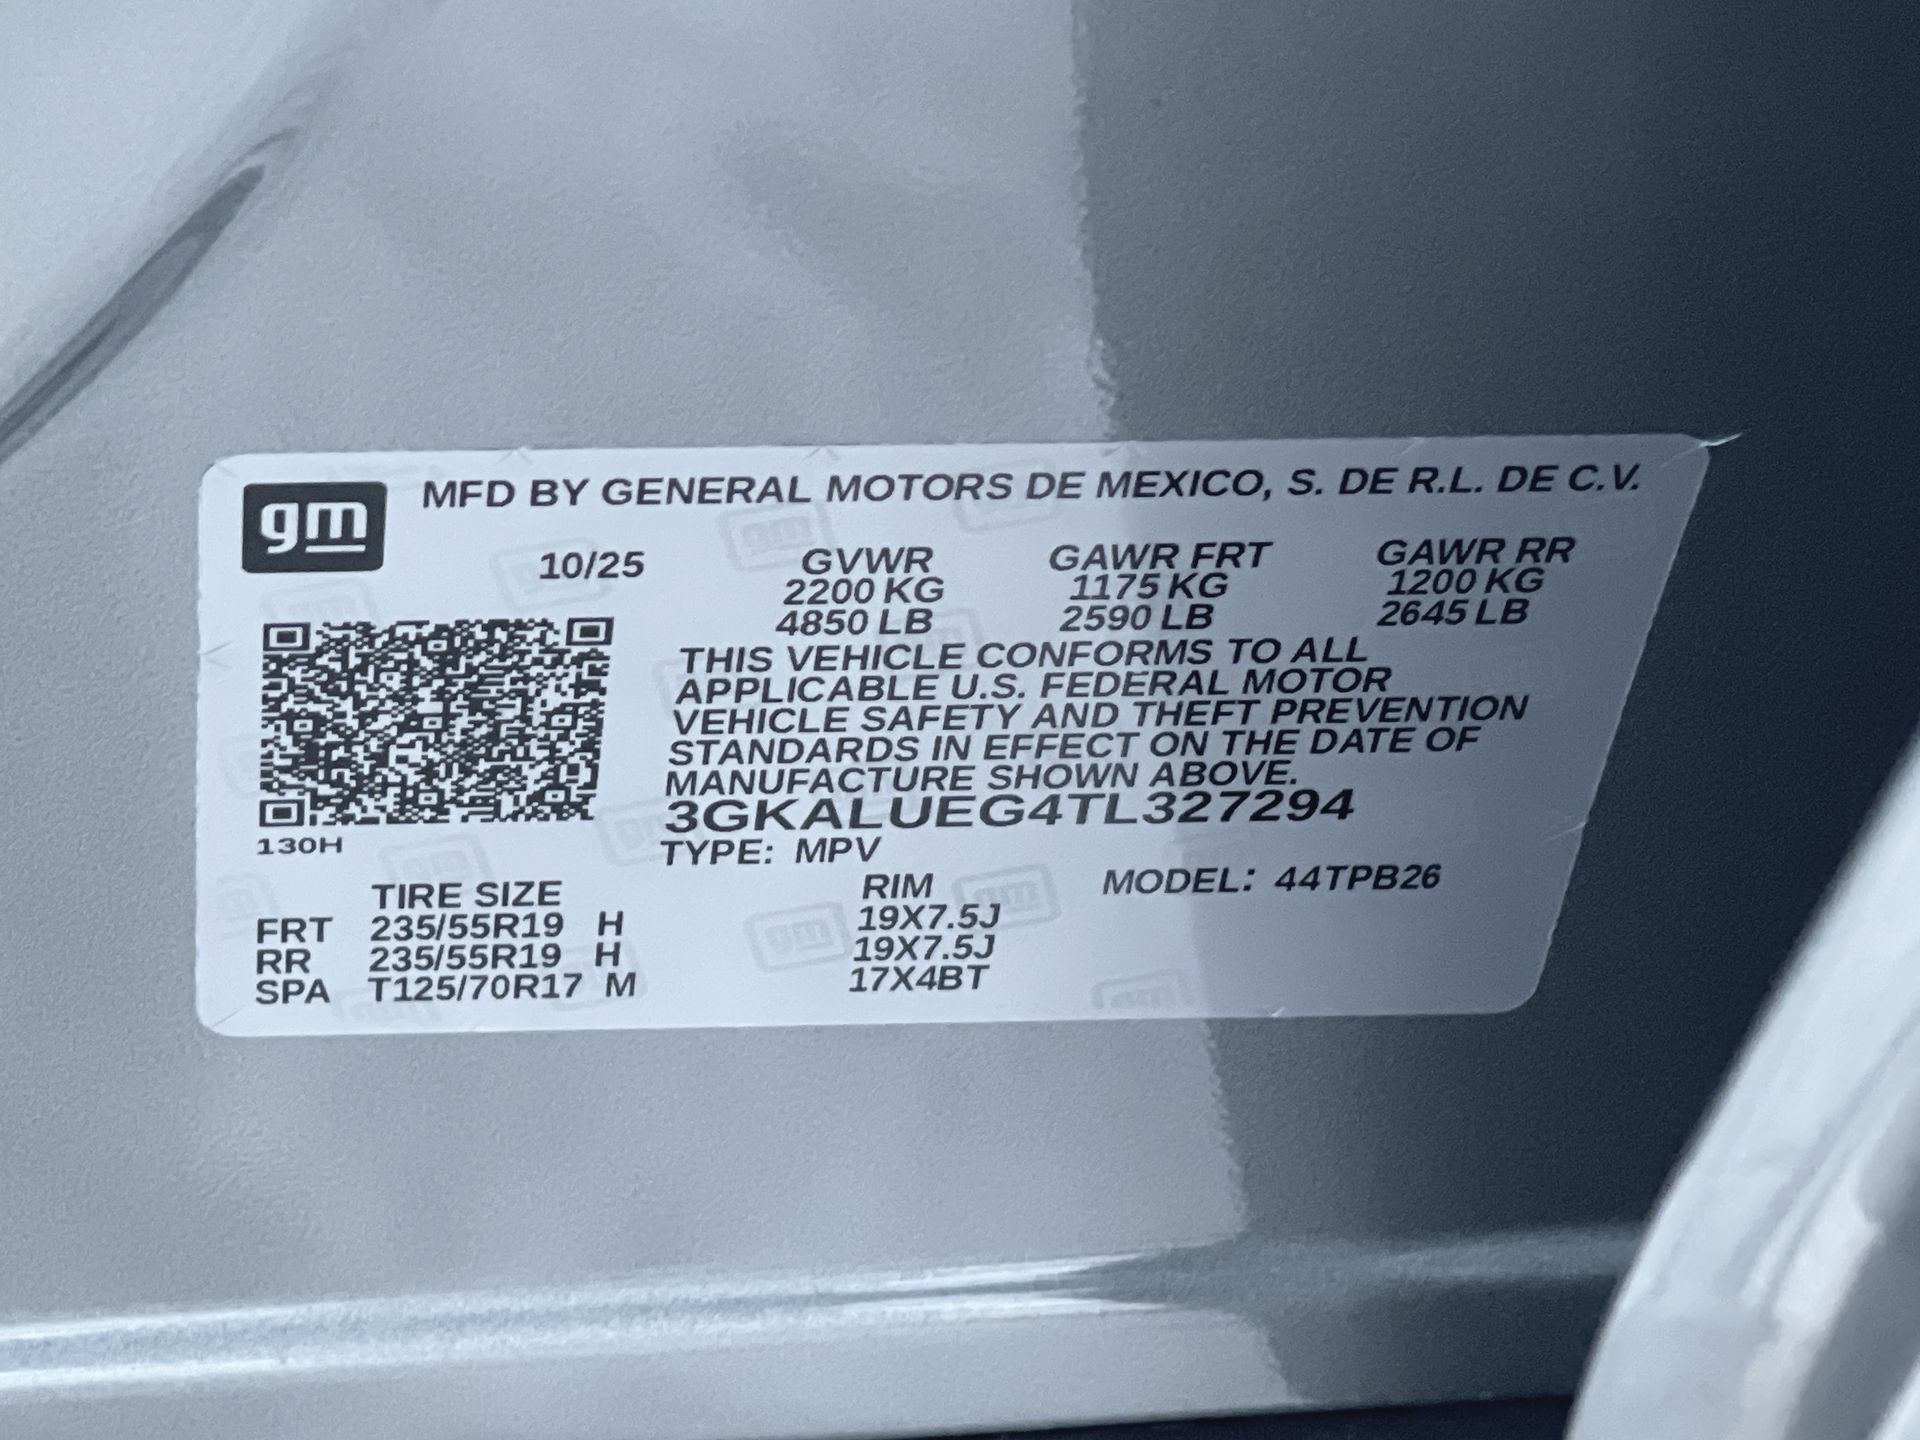 gm
MFD BY GENERAL MOTORS DE MEXICO, S. DE R.L. DE C.V.
10/25 GVWR GAWR FRT GAWR RR
2200 KG 1175 KG 1200 KG
4850 LB 2590 LB 2645 LB
THIS VEHICLE CONFORMS TO ALL
APPLICABLE U.S. FEDERAL MOTOR
VEHICLE SAFETY AND THEFT PREVENTION
STANDARDS IN EFFECT ON THE DATE OF
MANUFACTURE SHOWN ABOVE.
3GKALUEG4TL327294
130H
TYPE: MPV
MODEL: 44TPB26
TIRE SIZE RIM
FRT 235/55R19 H 19X7.5J
RR 235/55R19 H 19X7.5J
SPA T125/70R17 M 17X4BT